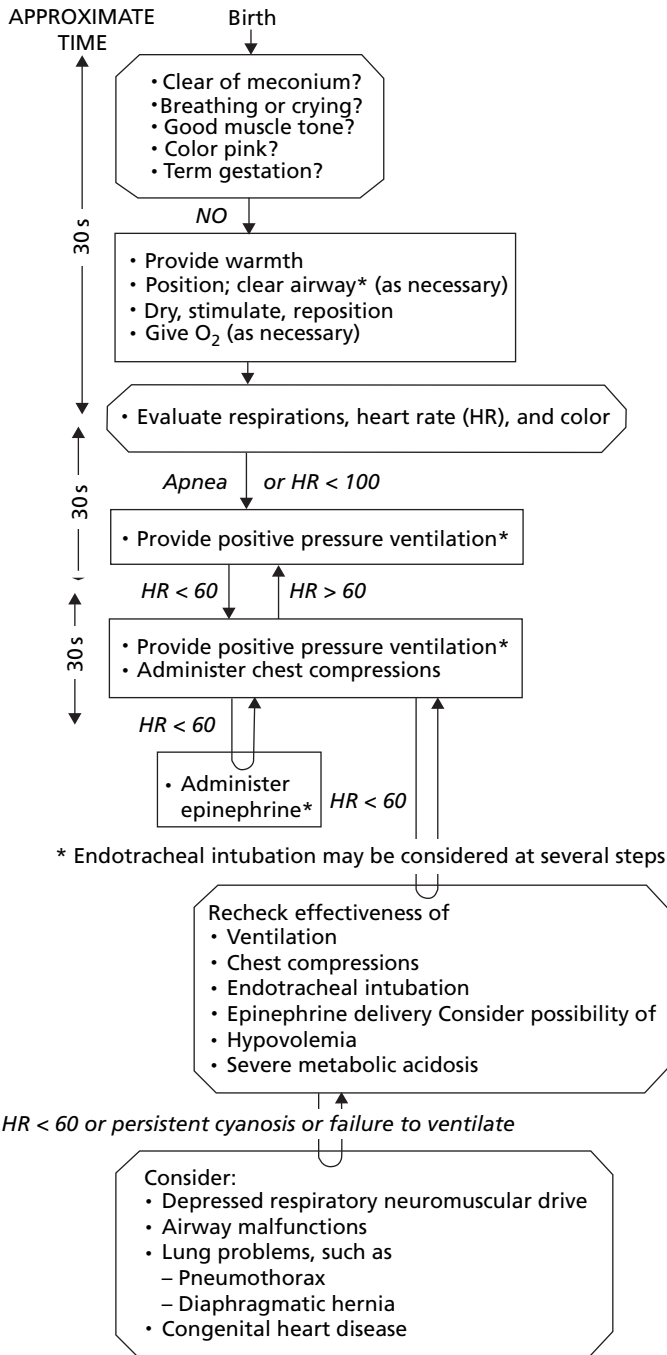 APPROXIMATE
TIME
Birth
• Clear of meconium?
• Breathing or crying?
• Good muscle tone?
• Color pink?
• Term gestation?
NO
30 s
• Provide warmth
• Position; clear airway* (as necessary)
• Dry, stimulate, reposition
• Give O₂ (as necessary)
• Evaluate respirations, heart rate (HR), and color
Apnea or HR < 100
30 s
• Provide positive pressure ventilation*
HR < 60 HR > 60
30 s
• Provide positive pressure ventilation*
• Administer chest compressions
HR < 60
• Administer
epinephrine*
HR < 60
* Endotracheal intubation may be considered at several steps
Recheck effectiveness of
• Ventilation
• Chest compressions
• Endotracheal intubation
• Epinephrine delivery Consider possibility of
• Hypovolemia
• Severe metabolic acidosis
HR < 60 or persistent cyanosis or failure to ventilate
Consider:
• Depressed respiratory neuromuscular drive
• Airway malfunctions
• Lung problems, such as
– Pneumothorax
– Diaphragmatic hernia
• Congenital heart disease